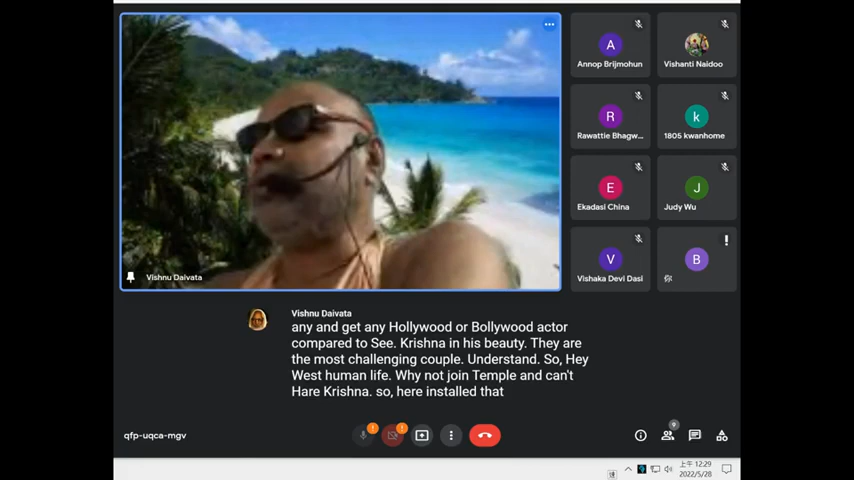 A
Annop Brijmohun
Vishanti Naidoo
R
Rawattie Bhagw...
k
1805 kwanhome
E
Ekadasi China
J
Judy Wu
V
Vishaka Devi Dasi
B
你
Vishnu Daivata
Vishnu Daivata
any and get any Hollywood or Bollywood actor
compared to See. Krishna in his beauty. They are
the most challenging couple. Understand. So, Hey
West human life. Why not join Temple and can't
Hare Krishna. so, here installed that
qfp-uqca-mgv
9
上午 12:29
2022/5/28